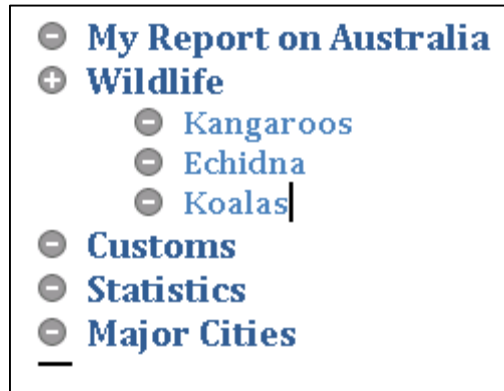 My Report on Australia
Wildlife
Kangaroos
Echidna
Koalas
Customs
Statistics
Major Cities